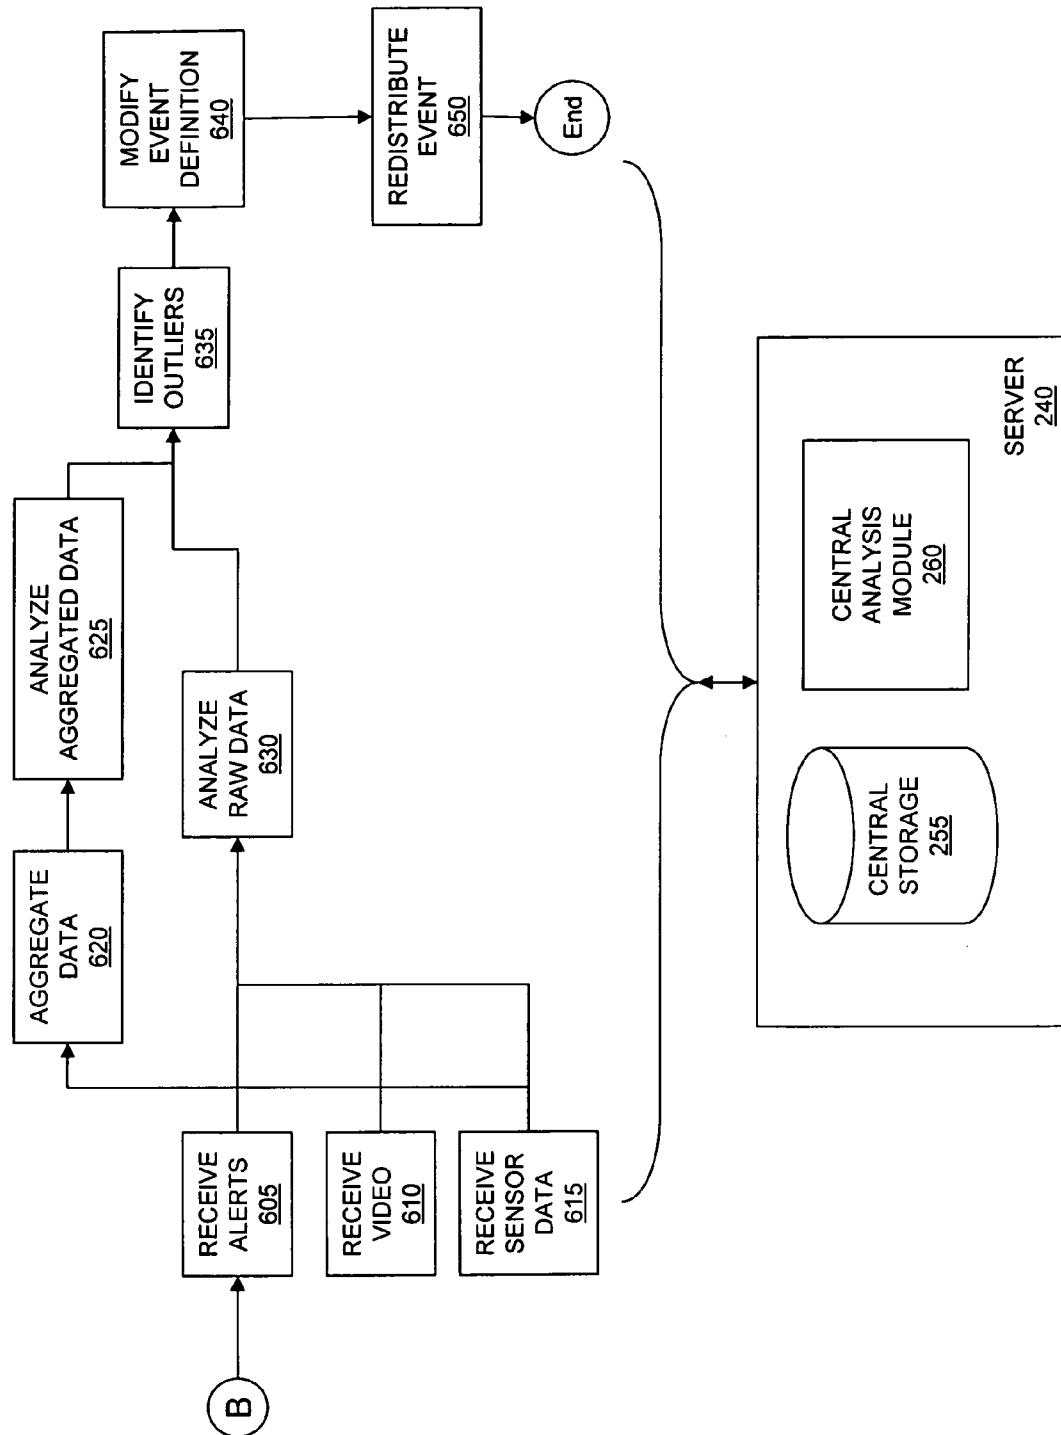 B
RECEIVE
ALERTS
605
RECEIVE
VIDEO
610
RECEIVE
SENSOR
DATA
615
AGGREGATE
DATA
620
ANALYZE
AGGREGATED DATA
625
ANALYZE
RAW DATA
630
IDENTIFY
OUTLIERS
635
MODIFY
EVENT
DEFINITION
640
REDISTRIBUTE
EVENT
650
End
CENTRAL
STORAGE
255
CENTRAL
ANALYSIS
MODULE
260
SERVER
240